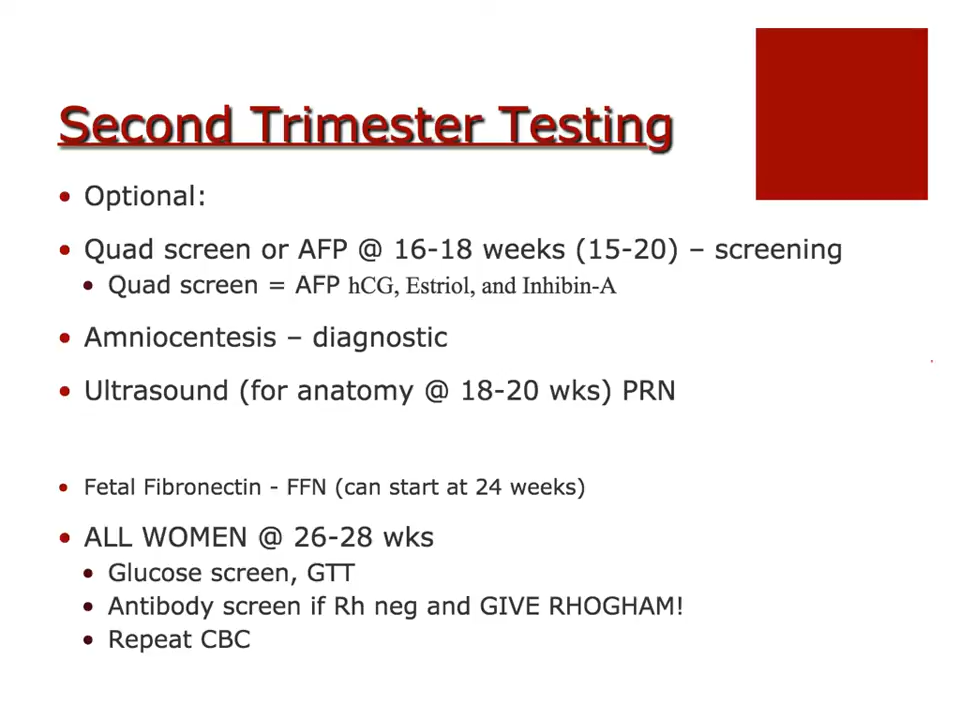 Second Trimester Testing
• Optional:
• Quad screen or AFP @ 16-18 weeks (15-20) – screening
• Quad screen = AFP hCG, Estriol, and Inhibin-A
• Amniocentesis – diagnostic
• Ultrasound (for anatomy @ 18-20 wks) PRN
• Fetal Fibronectin - FFN (can start at 24 weeks)
• ALL WOMEN @ 26-28 wks
• Glucose screen, GTT
• Antibody screen if Rh neg and GIVE RHOGHAM!
• Repeat CBC